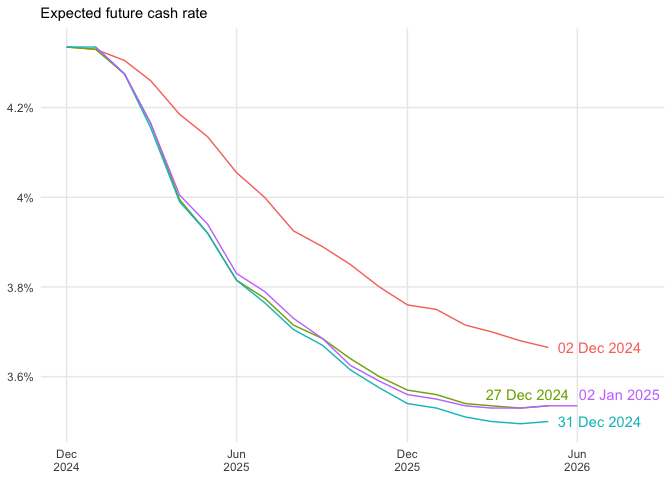 Expected future cash rate
4.2%
4%
3.8%
3.6%
02 Dec 2024
27 Dec 2024
02 Jan 2025
31 Dec 2024
Dec
2024
Jun
2025
Dec
2025
Jun
2026